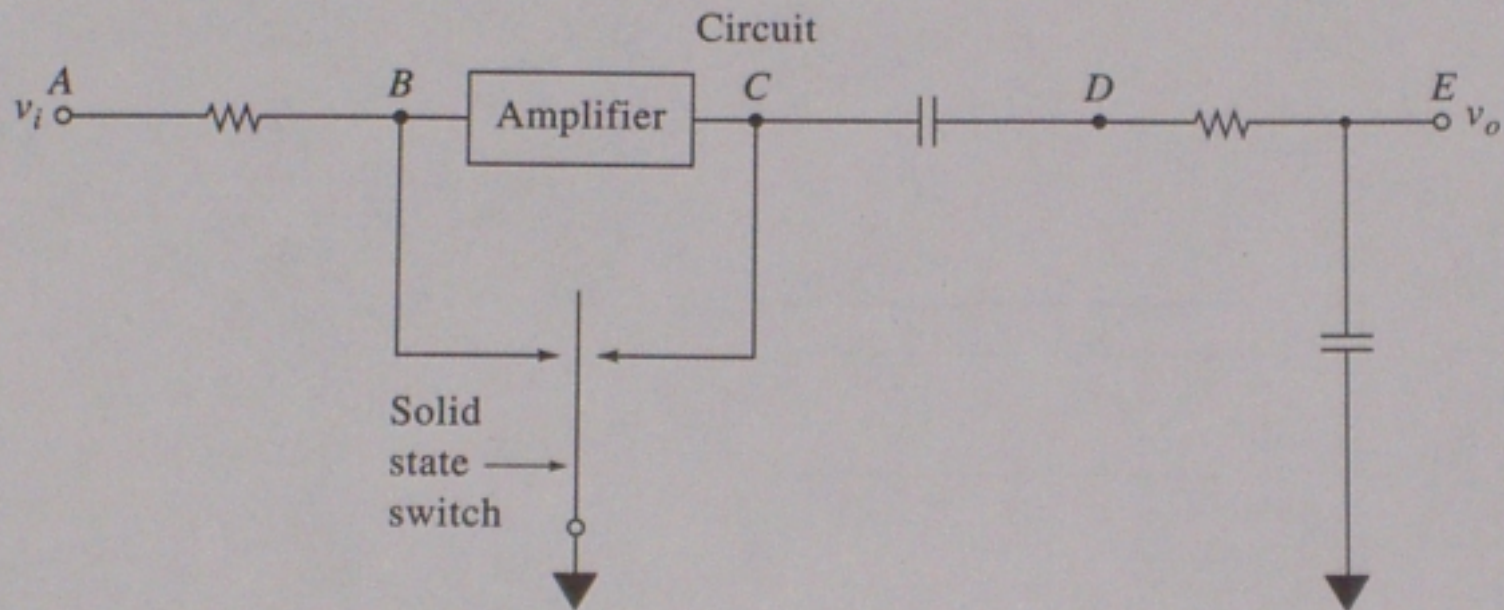 Circuit
A
B
C
D
E
v_i
Amplifier
v_o
Solid
state
switch